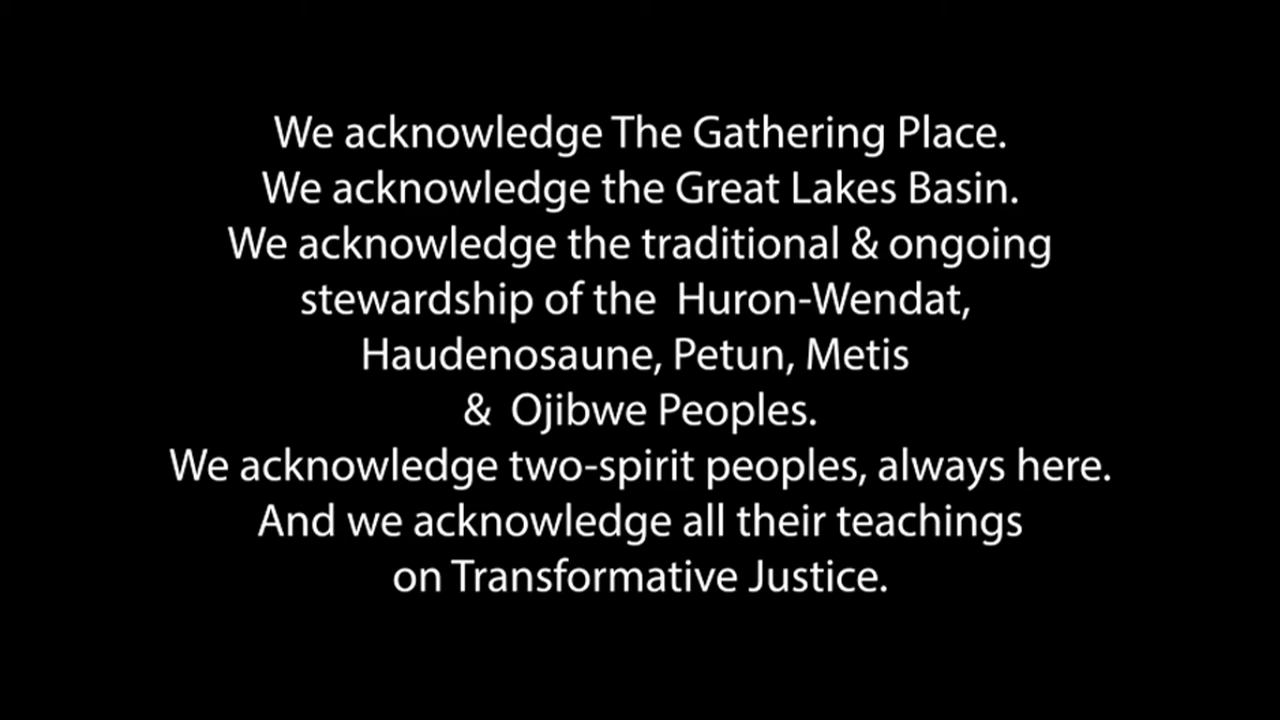 We acknowledge The Gathering Place.
We acknowledge the Great Lakes Basin.
We acknowledge the traditional & ongoing
stewardship of the  Huron-Wendat,
Haudenosaune, Petun, Metis
&  Ojibwe Peoples.
We acknowledge two-spirit peoples, always here.
And we acknowledge all their teachings
on Transformative Justice.